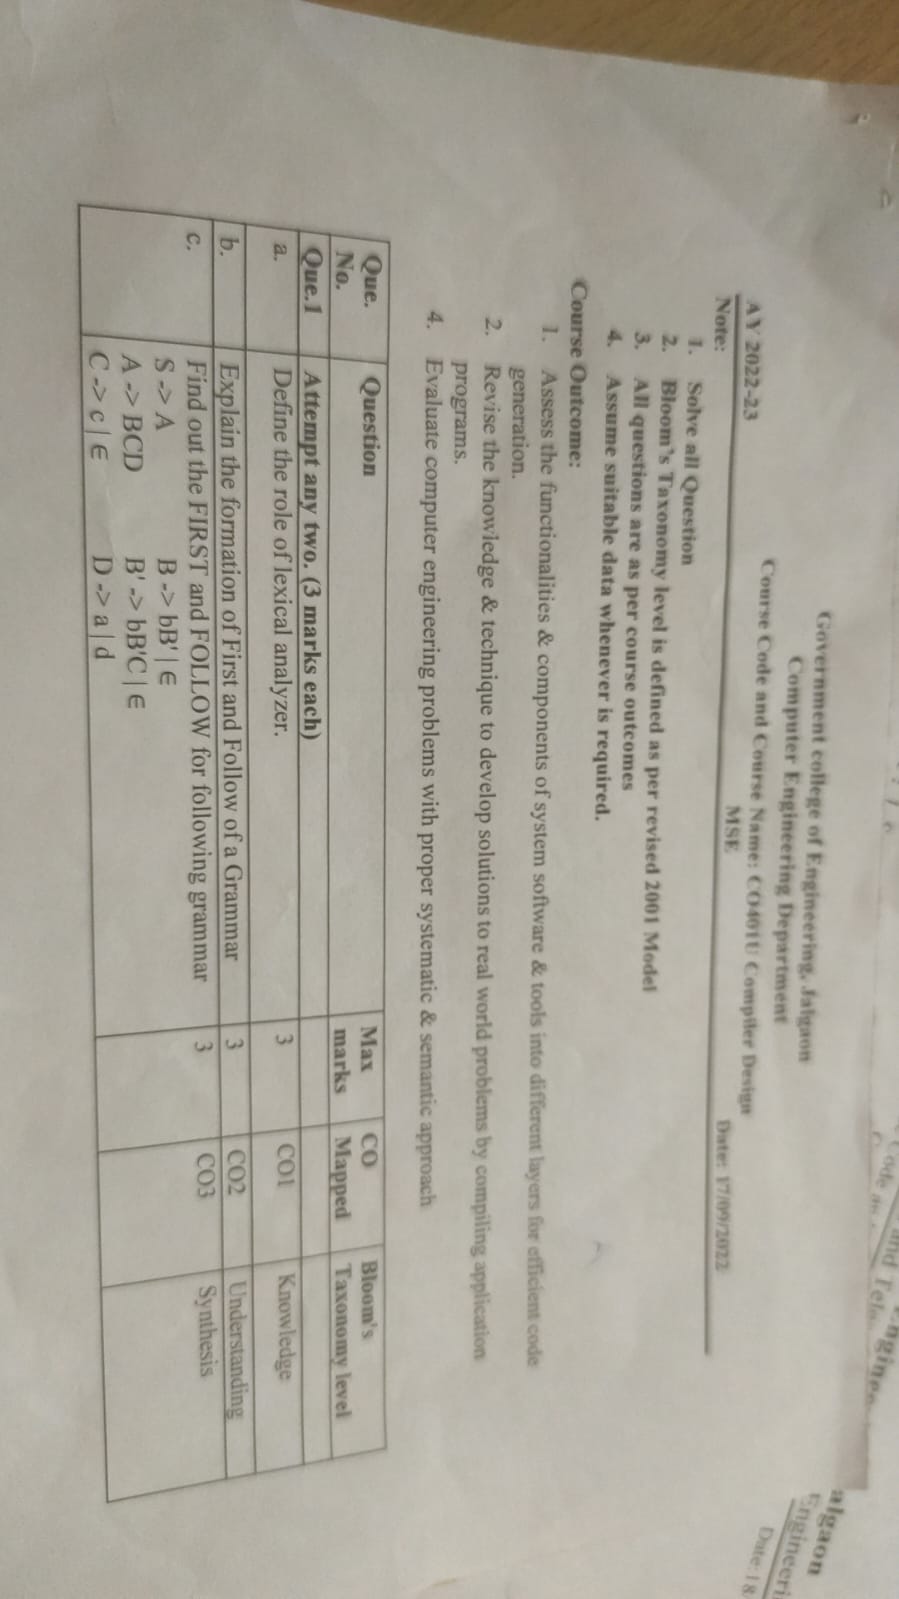 Code an
and Tele
Enginee
algaon
Engineeri
Date: 18
Government college of Engineering, Jalgaon
Computer Engineering Department
Course Code and Course Name: CO401U Compiler Design
AY 2022-23
MSE
Date: 17/09/2022
Note:
1. Solve all Question
2. Bloom's Taxonomy level is defined as per revised 2001 Model
3. All questions are as per course outcomes
4. Assume suitable data whenever is required.
Course Outcome:
1. Assess the functionalities & components of system software & tools into different layers for efficient code
generation.
2. Revise the knowledge & technique to develop solutions to real world problems by compiling application
programs.
4. Evaluate computer engineering problems with proper systematic & semantic approach
Que. Question Max CO Bloom's
No. marks Mapped Taxonomy level
Que.1 Attempt any two. (3 marks each)
a. Define the role of lexical analyzer. 3 CO1 Knowledge
b. Explain the formation of First and Follow of a Grammar 3 CO2 Understanding
c. Find out the FIRST and FOLLOW for following grammar 3 CO3 Synthesis
S -> A B -> bB' | ∈
A -> BCD B' -> bB'C | ∈
C -> c | ∈ D -> a | d